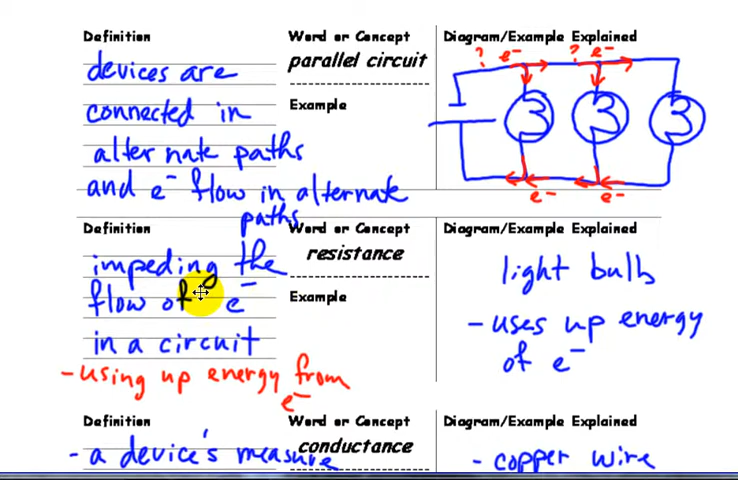 Definition
Word or Concept
Diagram/Example Explained
devices are
connected in
alternate paths
and e⁻ flow in alternate
paths
parallel circuit
Example
? e⁻ ? e⁻
3 3 3
e⁻ e⁻
Definition
Word or Concept
Diagram/Example Explained
impeding the
flow of e⁻
in a circuit
-using up energy from
e⁻
resistance
Example
light bulb
-uses up energy
of e⁻
Definition
Word or Concept
Diagram/Example Explained
- a device's measure
conductance
- copper wire